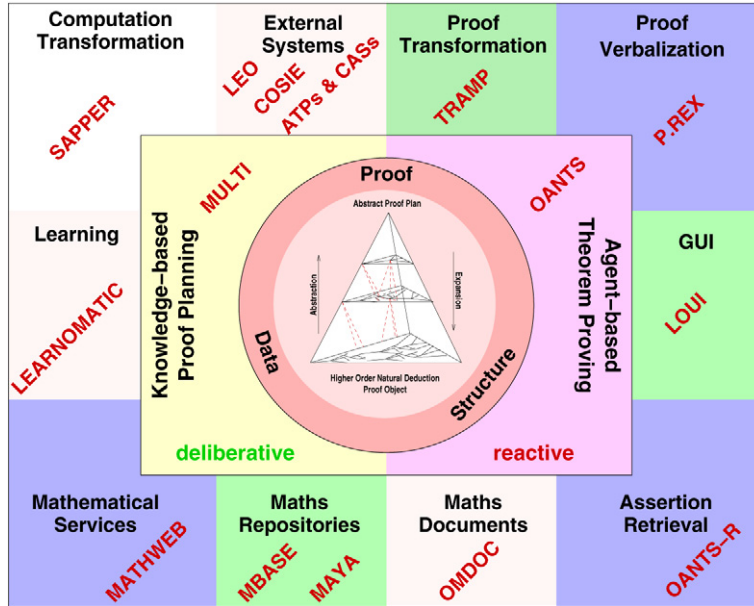 Computation
Transformation
SAPPER
External
Systems
LEO
COSIE
ATPs & CASs
Proof
Transformation
TRAMP
Proof
Verbalization
P.REX
Learning
LEARNOMATIC
Knowledge-based
Proof Planning
MULTI
deliberative
Proof
Data
Structure
Abstract Proof Plan
Abstraction
Expansion
Higher Order Natural Deduction
Proof Object
OANTS
Agent-based
Theorem Proving
reactive
GUI
LOUI
Mathematical
Services
MATHWEB
Maths
Repositories
MBASE
MAYA
Maths
Documents
OMDOC
Assertion
Retrieval
OANTS-R